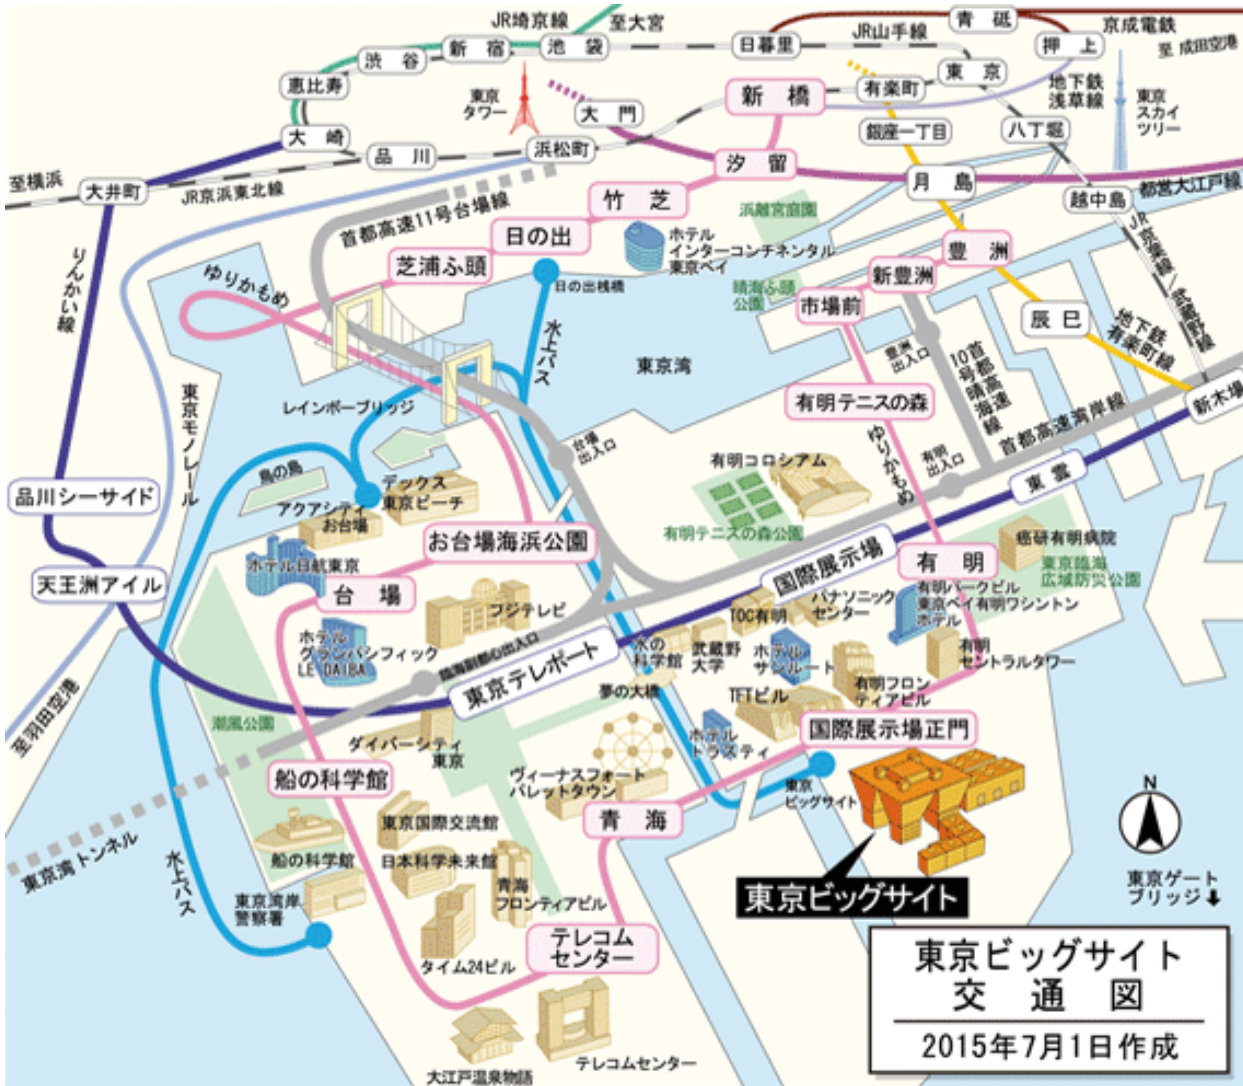 JR埼京線
至大宮
青砥
京成電鉄
新宿
池袋
日暮里
JR山手線
押上
至 成田空港
渋谷
恵比寿
東京
タワー
大門
新橋
有楽町
東京
地下鉄
浅草線
東京
スカイ
ツリー
大崎
品川
浜松町
汐留
銀座一丁目
八丁堀
至横浜
大井町
JR京浜東北線
首都高速11号台場線
竹芝
浜離宮庭園
月島
越中島
都営大江戸線
JR京葉線/武蔵野線
りんかい線
日の出
ホテル
インターコンチネンタル
東京ベイ
豊洲
芝浦ふ頭
ゆりかもめ
日の出桟橋
晴海ふ頭
公園
新豊洲
市場前
辰巳
地下鉄
有楽町線
水上バス
東京湾
豊洲
出入口
10号晴海線
首都高速
新木場
東京モノレール
レインボーブリッジ
有明テニスの森
首都高速湾岸線
台場
出入口
ゆりかもめ
有明
出入口
有明コロシアム
東雲
品川シーサイド
鳥の島
デックス
東京ビーチ
アクアシティ
お台場
有明テニスの森公園
お台場海浜公園
国際展示場
有明
癌研有明病院
東京臨海
広域防災公園
天王洲アイル
ホテル日航東京
台場
フジテレビ
TOC有明
パナソニック
センター
有明パークビル
東京ベイ有明ワシントン
ホテル
ホテル
グランパシフィック
LE DAIBA
臨海副都心出入口
東京テレポート
水の
科学館
武蔵野
大学
ホテル
サンルート
有明
セントラルタワー
夢の大橋
TFTビル
有明フロン
ティアビル
至羽田空港
潮風公園
ダイバーシティ
東京
ホテル
トラスティ
国際展示場正門
船の科学館
ヴィーナスフォート
パレットタウン
東京
ビッグサイト
N
青海
東京湾トンネル
東京国際交流館
船の科学館
日本科学未来館
水上バス
東京湾岸
警察署
青海
フロンティアビル
東京ビッグサイト
東京ゲート
ブリッジ↓
テレコム
センター
タイム24ビル
東京ビッグサイト
交通図
2015年7月1日作成
テレコムセンター
大江戸温泉物語